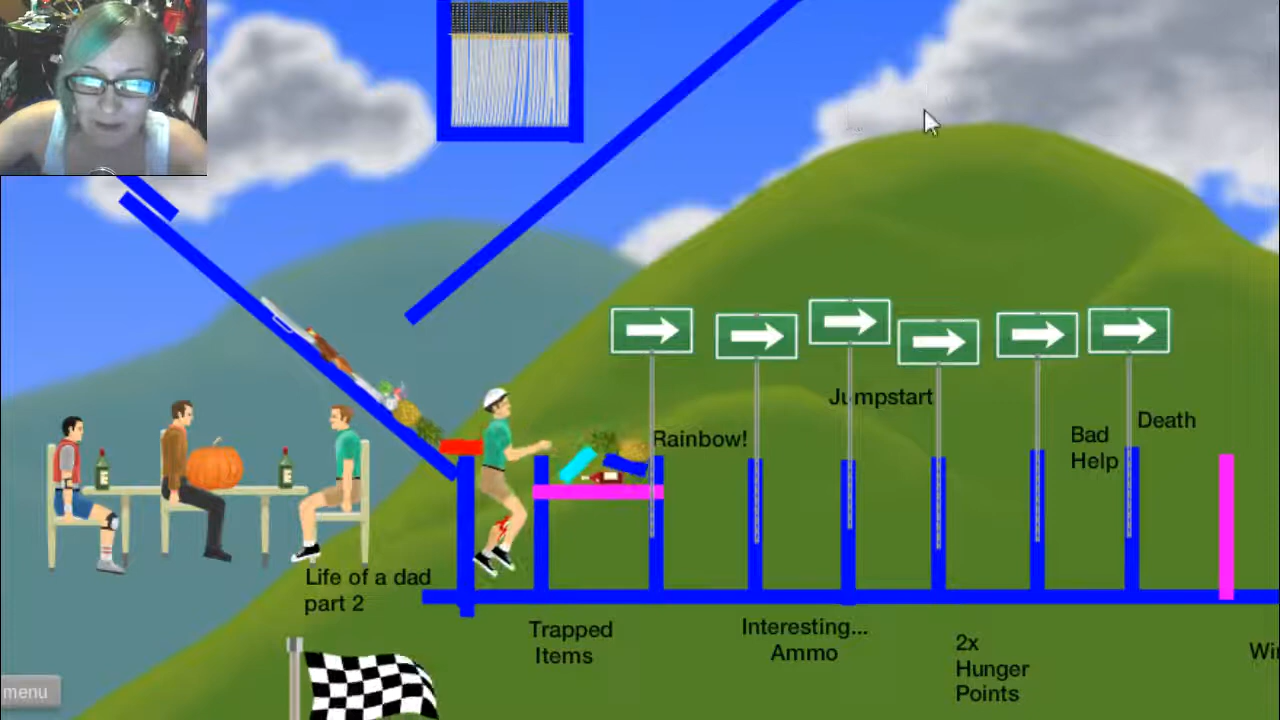 Jumpstart
Death
Rainbow!
Bad
Help
Life of a dad
part 2
Trapped
Items
Interesting...
Ammo
2x
Hunger
Points
menu